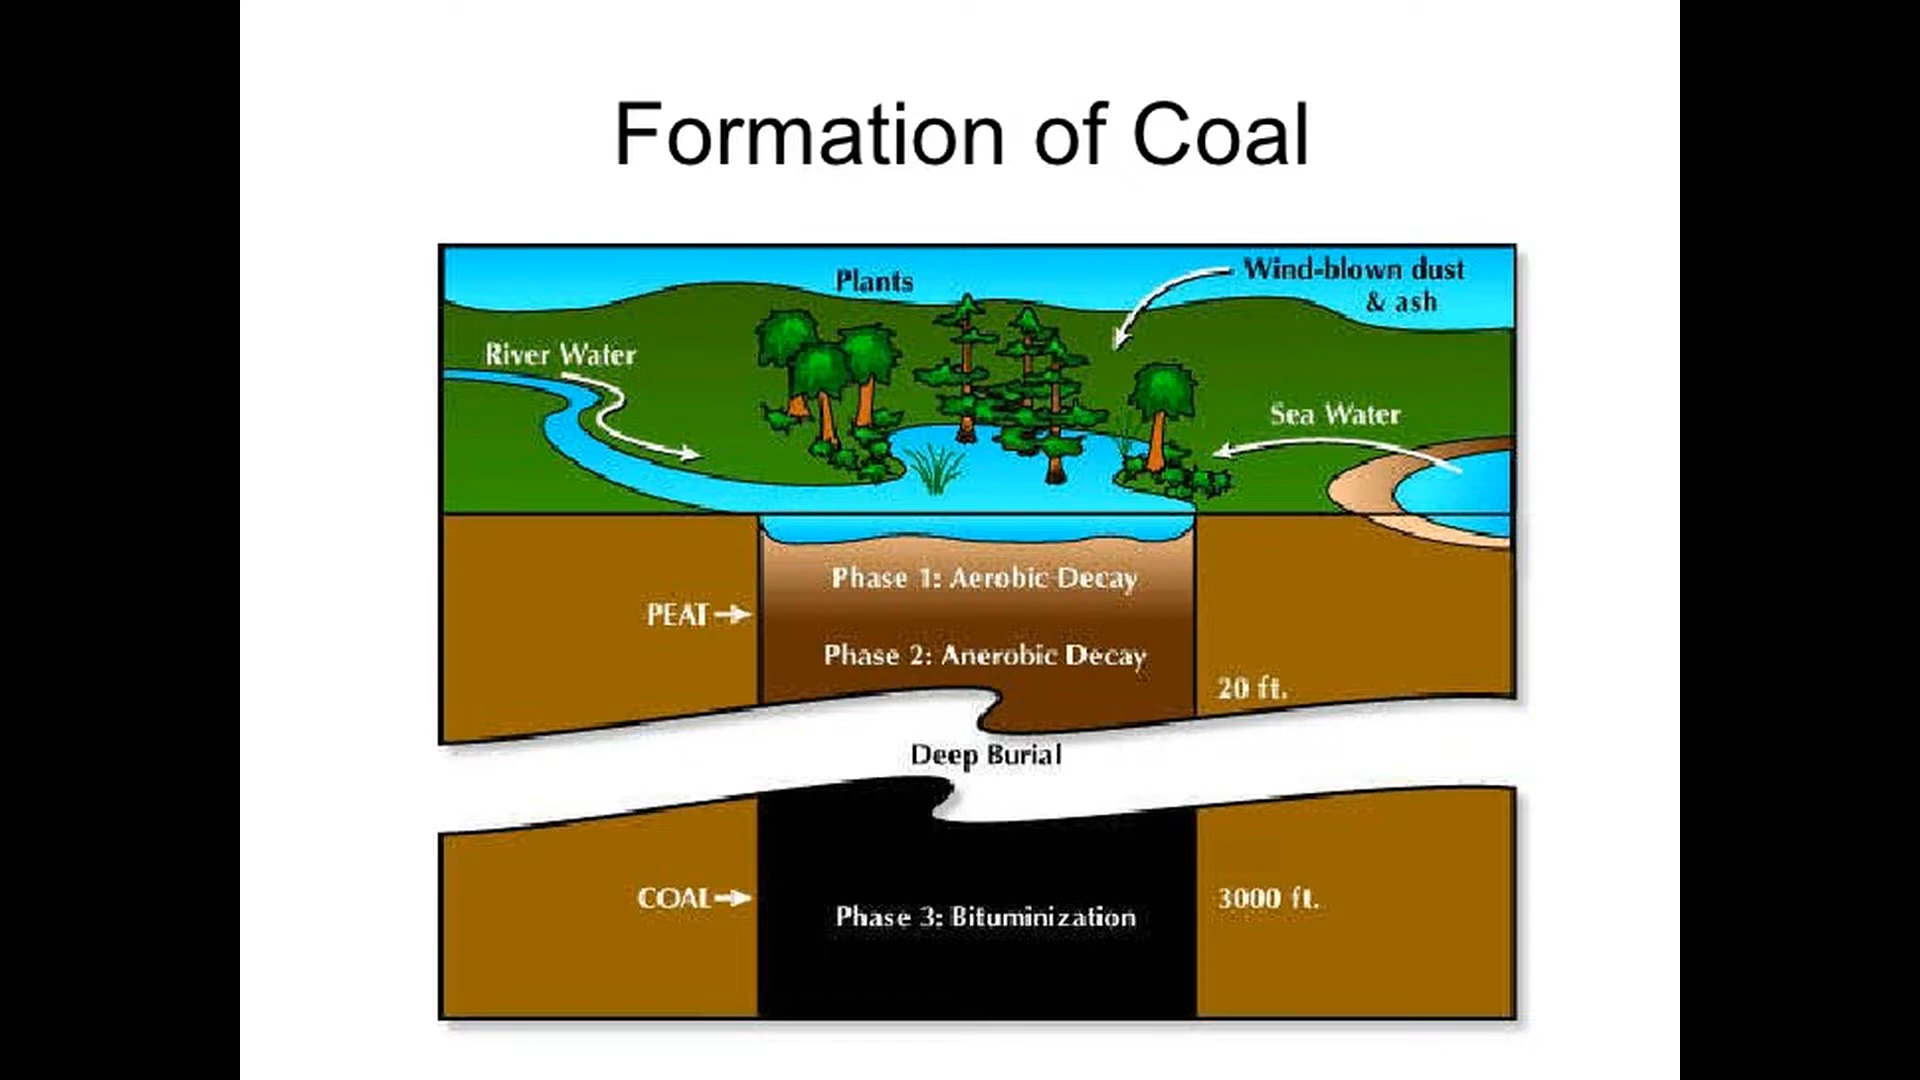 Formation of Coal
Plants
Wind-blown dust
& ash
River Water
Sea Water
Phase 1: Aerobic Decay
PEAT
Phase 2: Anerobic Decay
20 ft.
Deep Burial
COAL
3000 ft.
Phase 3: Bituminization